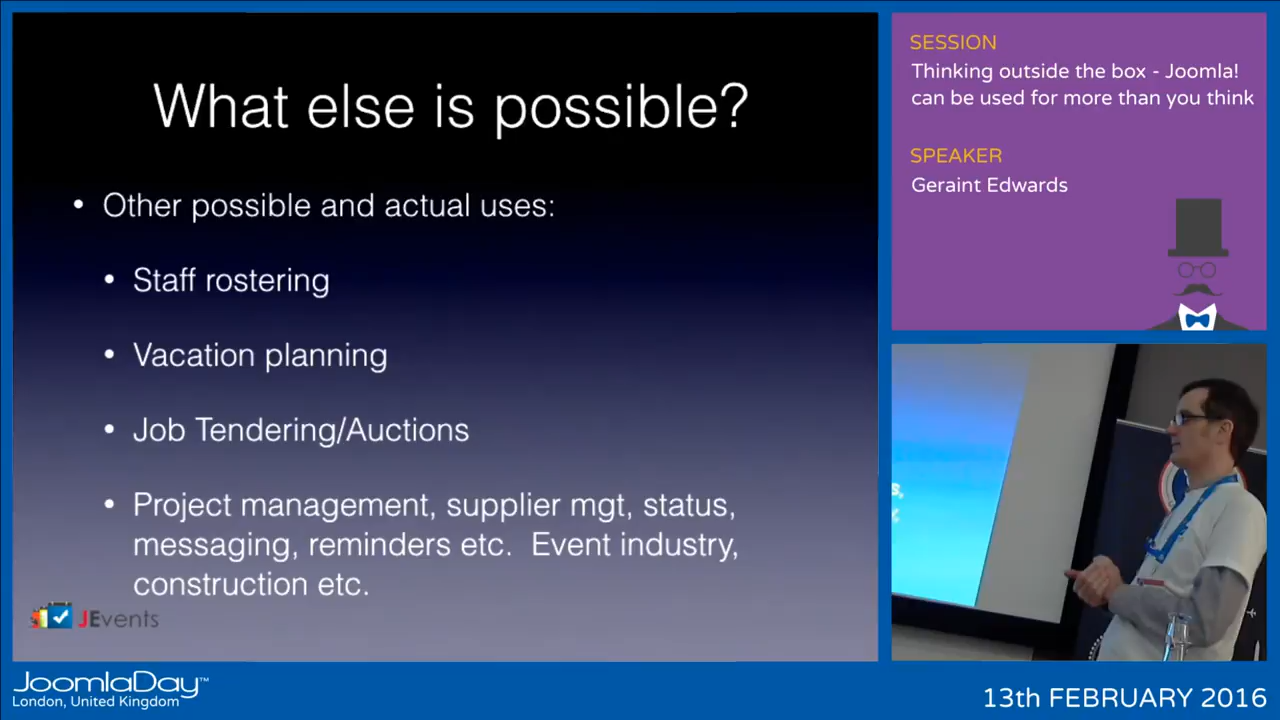 What else is possible?
• Other possible and actual uses:
• Staff rostering
• Vacation planning
• Job Tendering/Auctions
• Project management, supplier mgt, status,
messaging, reminders etc.  Event industry,
construction etc.
JEvents
SESSION
Thinking outside the box - Joomla!
can be used for more than you think
SPEAKER
Geraint Edwards
JoomlaDay™
London, United Kingdom
13th FEBRUARY 2016